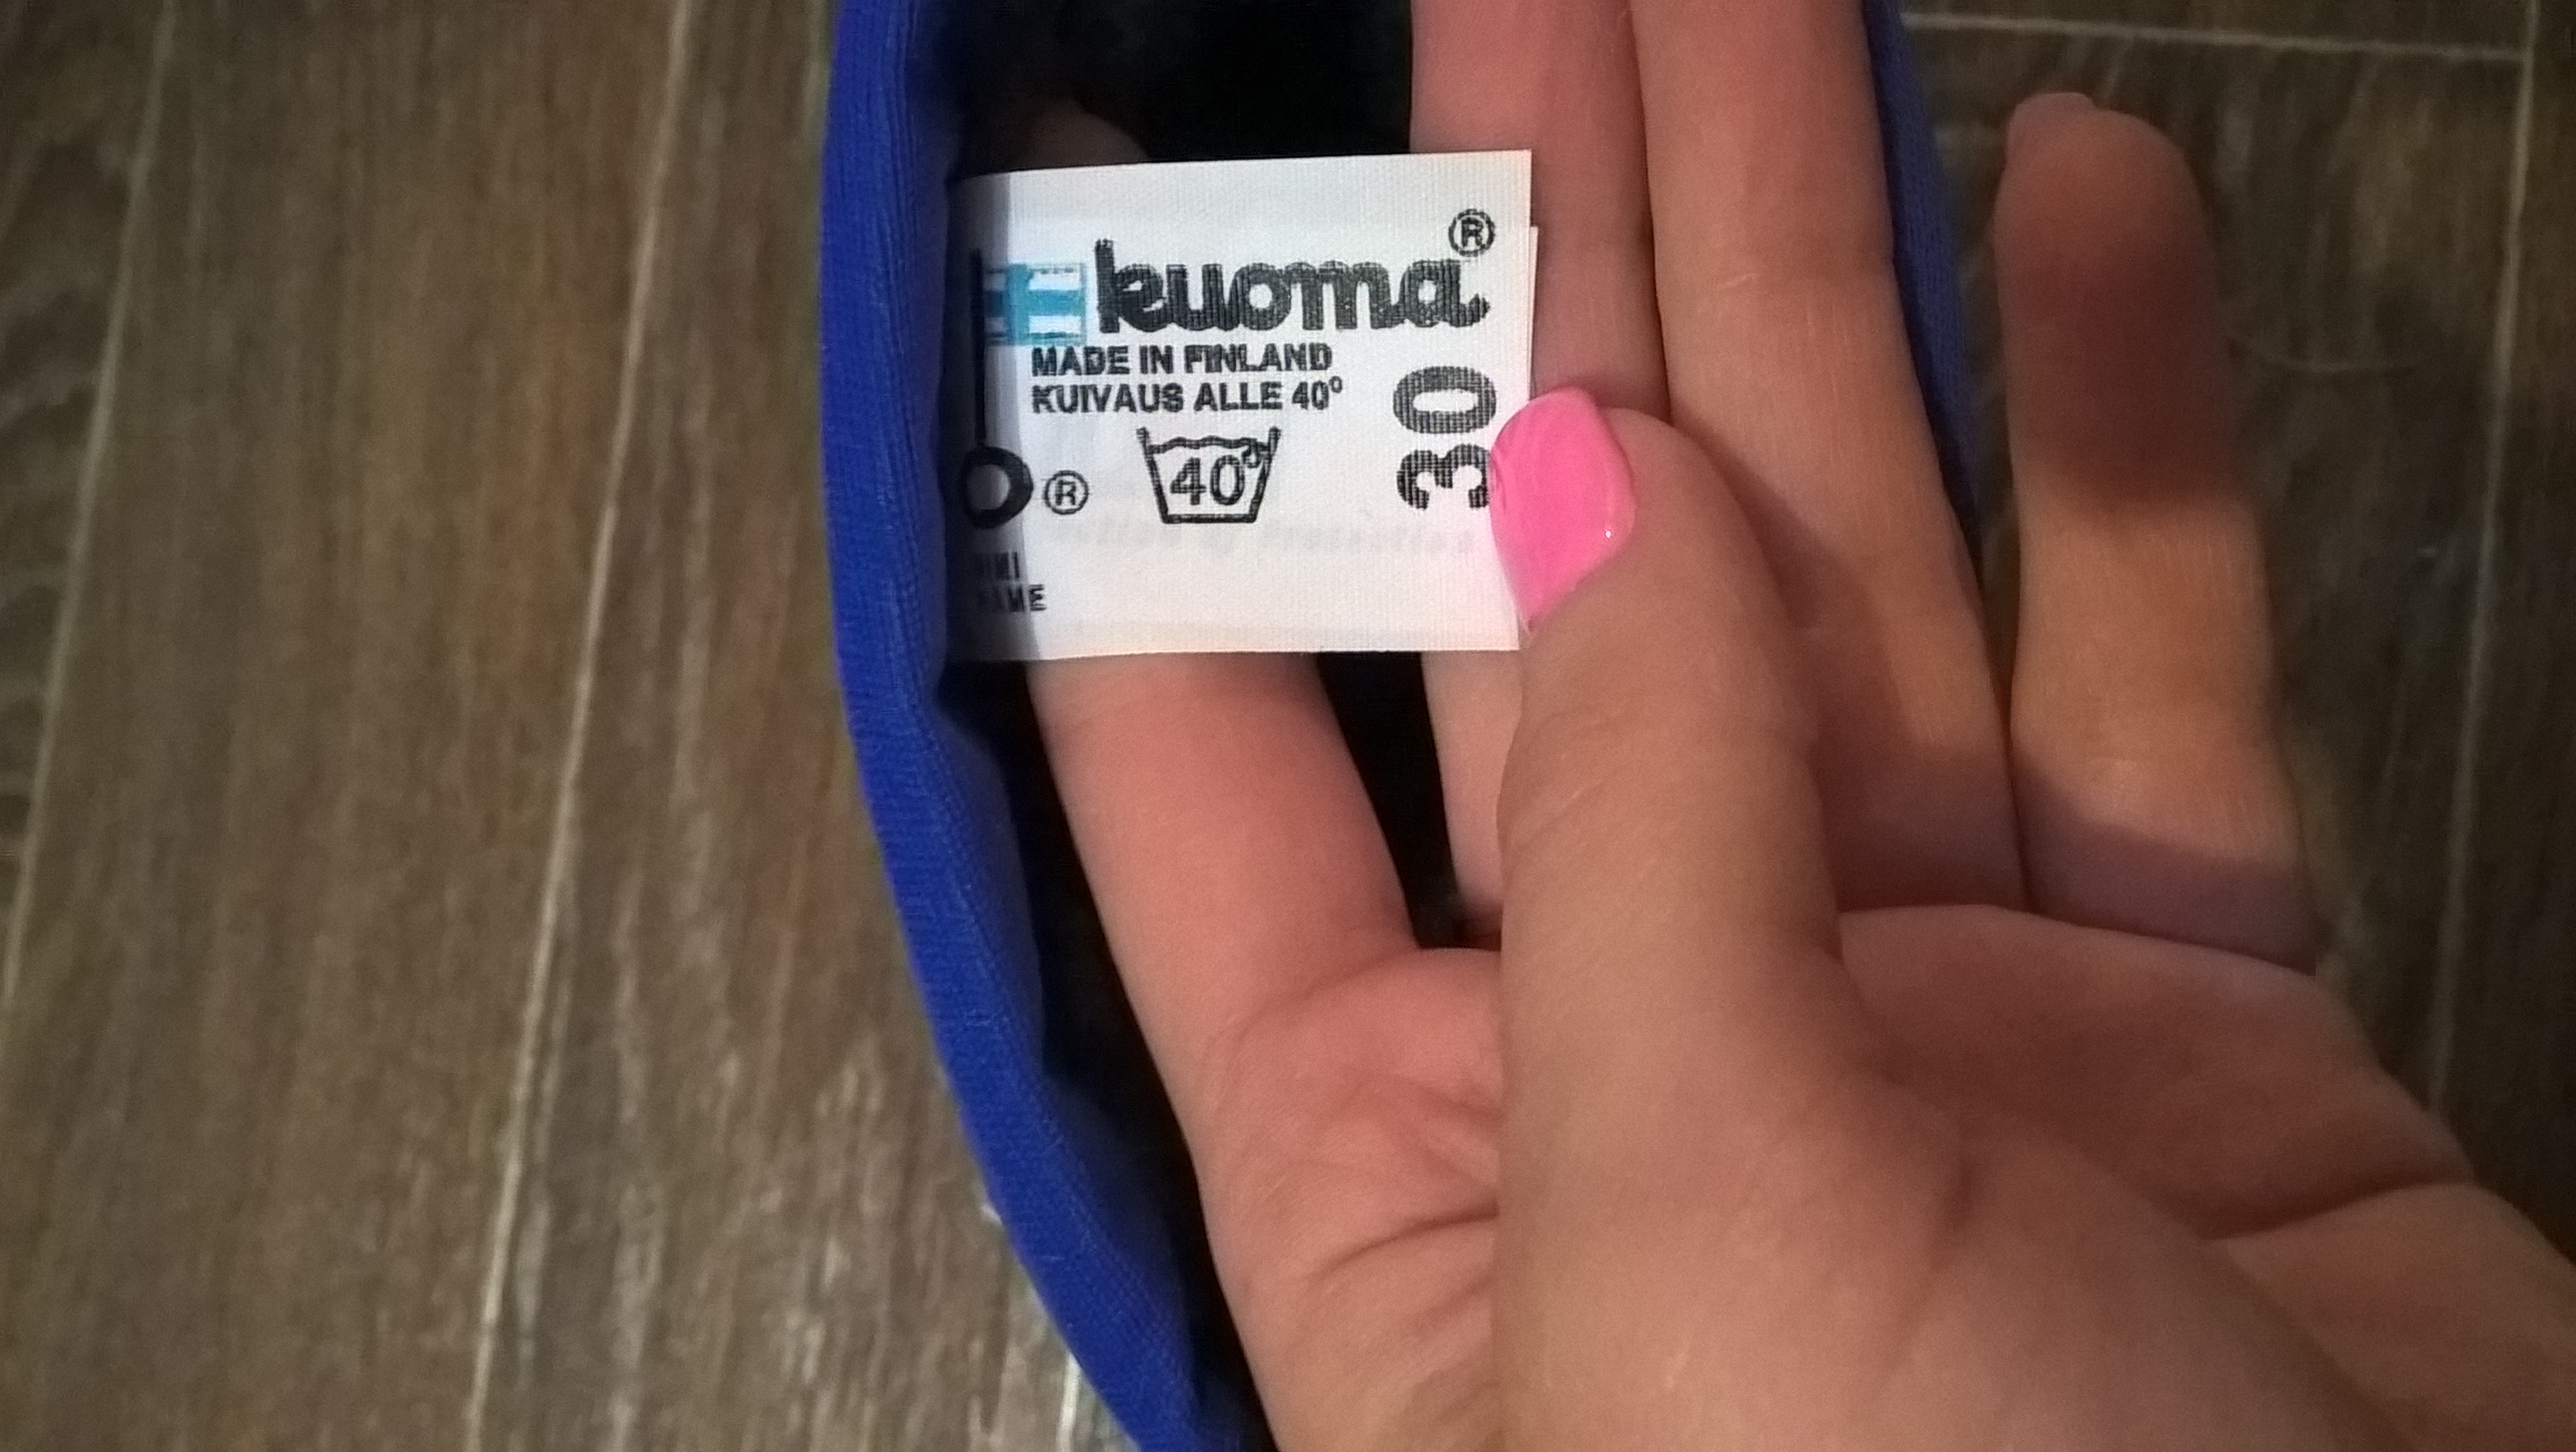 kuoma®
MADE IN FINLAND
KUIVAUS ALLE 40°
®
40°
30